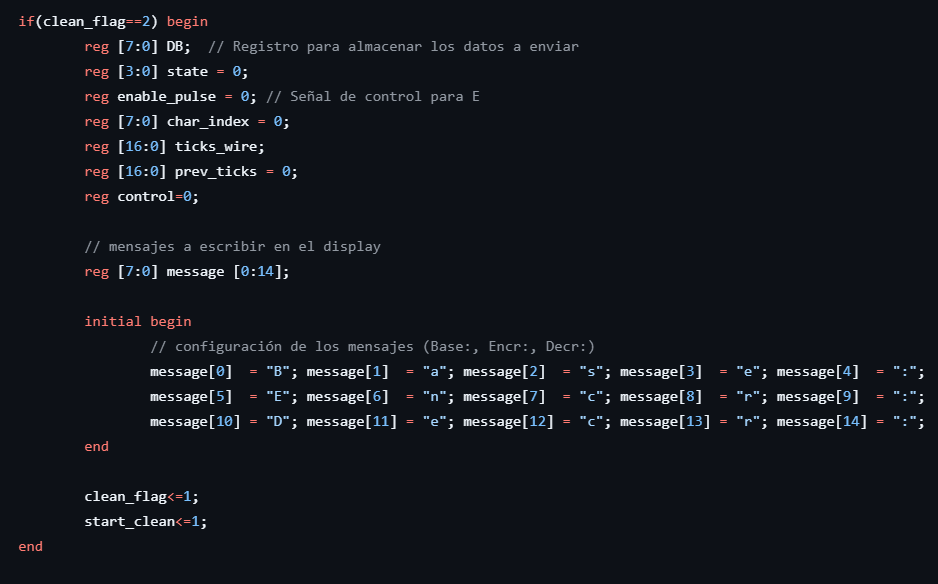 if(clean_flag==2) begin
reg [7:0] DB;  // Registro para almacenar los datos a enviar
reg [3:0] state = 0;
reg enable_pulse = 0; // Señal de control para E
reg [7:0] char_index = 0;
reg [16:0] ticks_wire;
reg [16:0] prev_ticks = 0;
reg control=0;
// mensajes a escribir en el display
reg [7:0] message [0:14];
initial begin
// configuración de los mensajes (Base:, Encr:, Decr:)
message[0]  = "B"; message[1]  = "a"; message[2]  = "s"; message[3]  = "e"; message[4]  = ":";
message[5]  = "E"; message[6]  = "n"; message[7]  = "c"; message[8]  = "r"; message[9]  = ":";
message[10] = "D"; message[11] = "e"; message[12] = "c"; message[13] = "r"; message[14] = ":";
end
clean_flag<=1;
start_clean<=1;
end